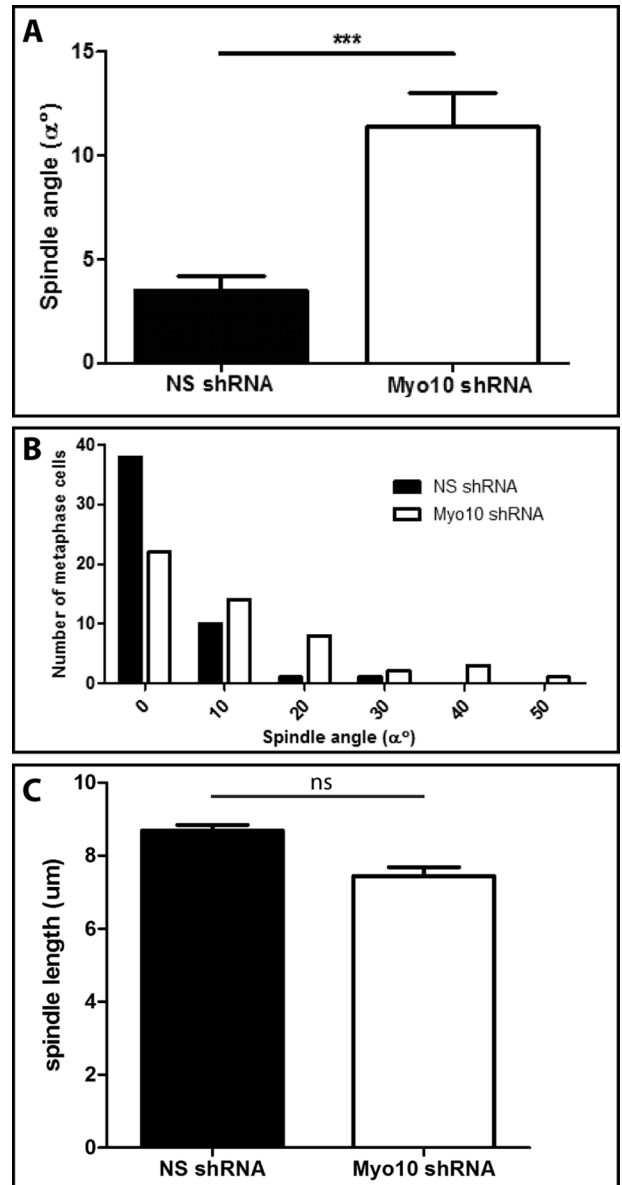 A
***
15
10
5
0
Spindle angle (α°)
NS shRNA
Myo10 shRNA
B
40
30
20
10
0
Number of metaphase cells
NS shRNA
Myo10 shRNA
0
10
20
30
40
50
Spindle angle (α°)
C
ns
10
8
6
4
2
0
spindle length (um)
NS shRNA
Myo10 shRNA